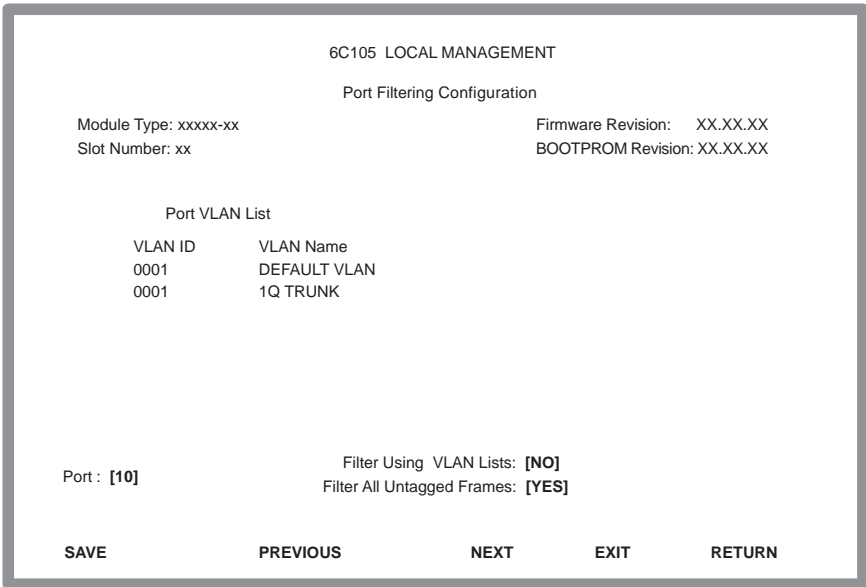 6C105 LOCAL MANAGEMENT
Port Filtering Configuration
Module Type: xxxxx-xx Firmware Revision: XX.XX.XX
Slot Number: xx BOOTPROM Revision: XX.XX.XX
Port VLAN List
VLAN ID VLAN Name
0001 DEFAULT VLAN
0001 1Q TRUNK
Filter Using VLAN Lists: [NO]
Port : [10]
Filter All Untagged Frames: [YES]
SAVE PREVIOUS NEXT EXIT RETURN